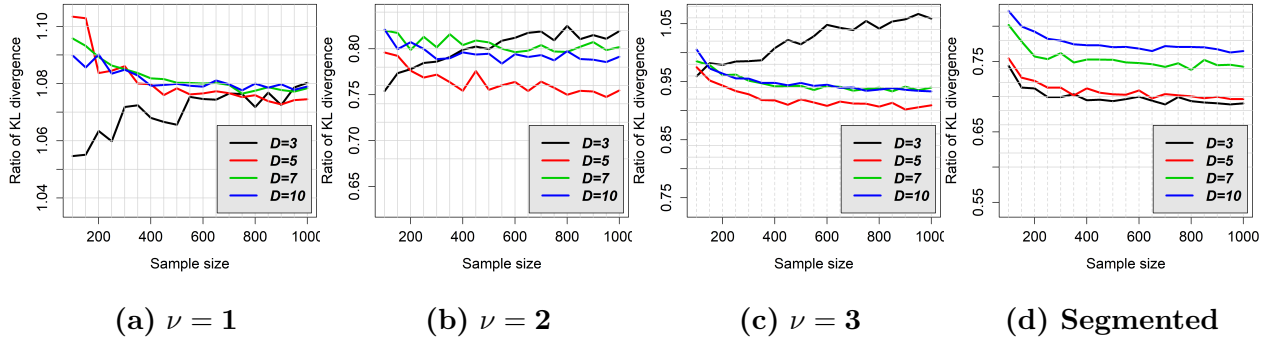 Ratio of KL divergence
1.04 1.06 1.08 1.10
D=3
D=5
D=7
D=10
200 400 600 800 1000
Sample size
(a) ν = 1
Ratio of KL divergence
0.65 0.70 0.75 0.80
D=3
D=5
D=7
D=10
200 400 600 800 1000
Sample size
(b) ν = 2
Ratio of KL divergence
0.75 0.85 0.95 1.05
D=3
D=5
D=7
D=10
200 400 600 800 1000
Sample size
(c) ν = 3
Ratio of KL divergence
0.55 0.65 0.75
D=3
D=5
D=7
D=10
200 400 600 800 1000
Sample size
(d) Segmented